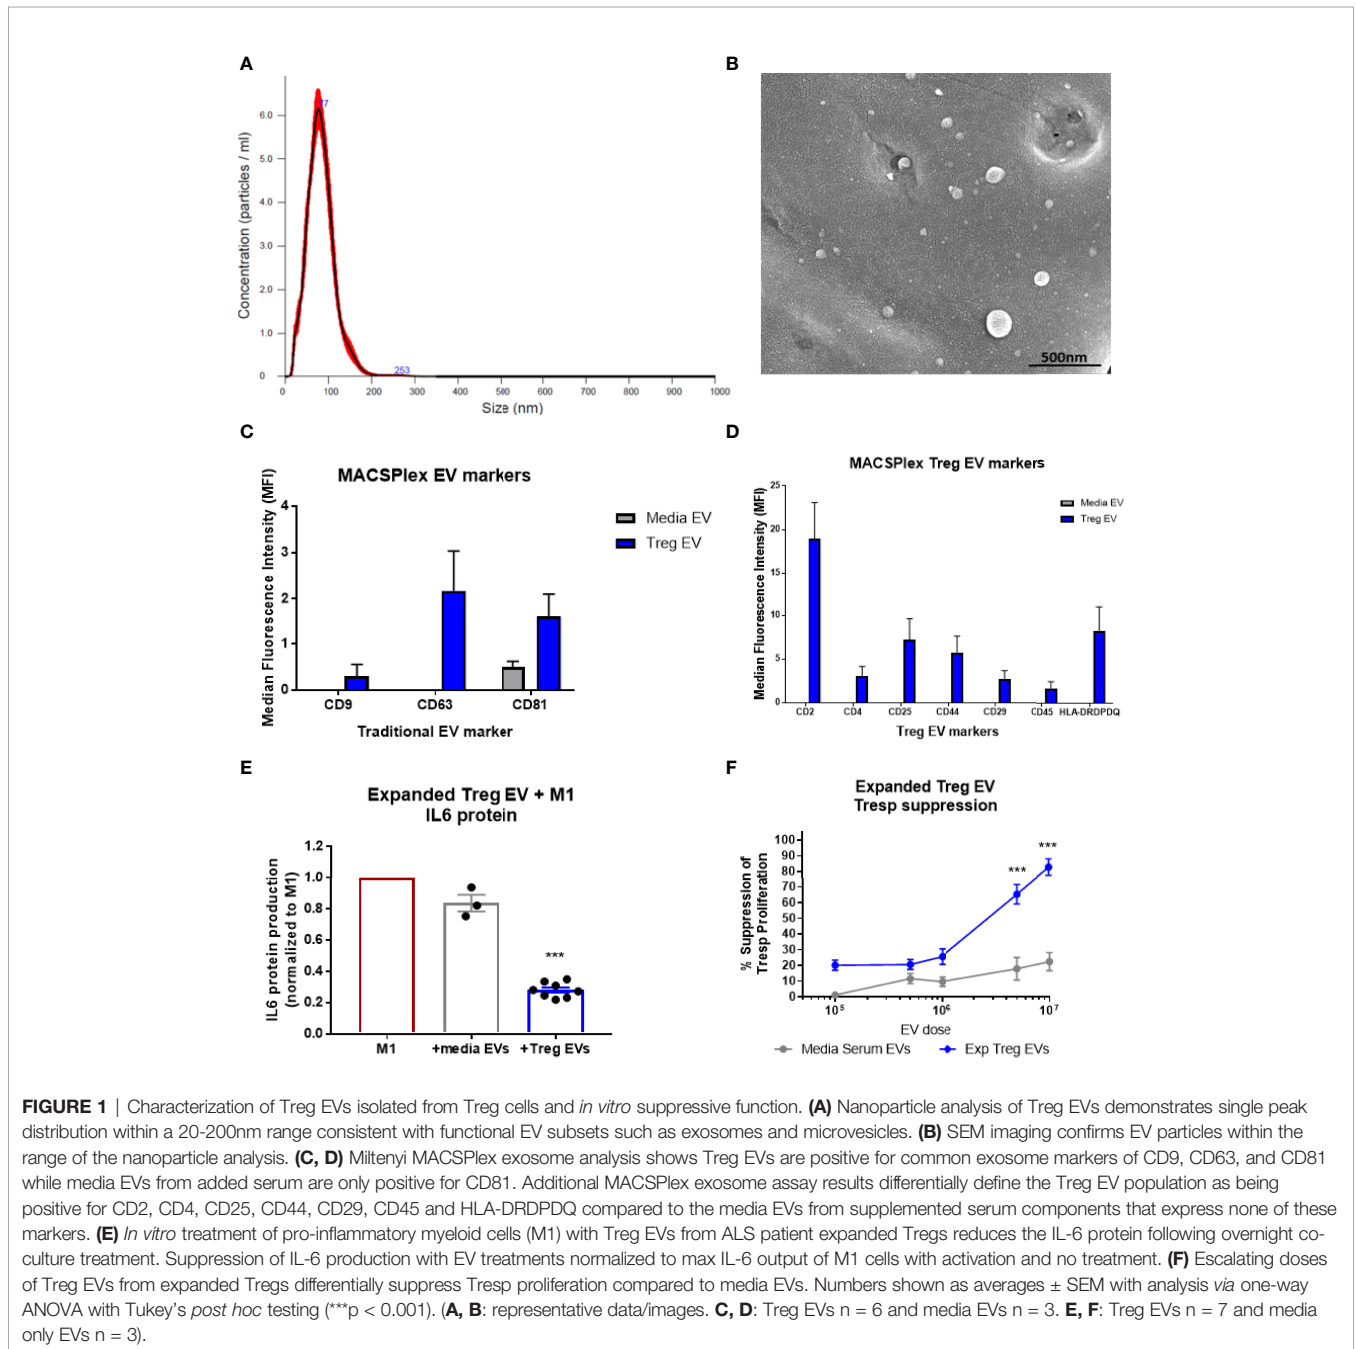 A
Concentration (particles / ml)
6.0
5.0
4.0
3.0
2.0
1.0
0
77
253
0 100 200 300 400 500 600 700 800 900 1000
Size (nm)
B
500nm
C
MACSPlex EV markers
Median Fluorescence Intensity (MFI)
4
3
2
1
0
Media EV
Treg EV
CD9 CD63 CD81
Traditional EV marker
D
MACSPlex Treg EV markers
Median Fluorescence Intensity (MFI)
25
20
15
10
5
0
Media EV
Treg EV
CD2 CD4 CD25 CD44 CD29 CD45 HLA-DRDPDQ
Treg EV markers
E
Expanded Treg EV + M1
IL6 protein
IL6 protein production
(normalized to M1)
1.2
1.0
0.8
0.6
0.4
0.2
0.0
***
M1 +media EVs +Treg EVs
F
Expanded Treg EV
Tresp suppression
% Suppression of
Tresp Proliferation
100
90
80
70
60
50
40
30
20
10
0
*** ***
10⁵ 10⁶ 10⁷
EV dose
Media Serum EVs Exp Treg EVs
FIGURE 1 | Characterization of Treg EVs isolated from Treg cells and in vitro suppressive function. (A) Nanoparticle analysis of Treg EVs demonstrates single peak
distribution within a 20-200nm range consistent with functional EV subsets such as exosomes and microvesicles. (B) SEM imaging confirms EV particles within the
range of the nanoparticle analysis. (C, D) Miltenyi MACSPlex exosome analysis shows Treg EVs are positive for common exosome markers of CD9, CD63, and CD81
while media EVs from added serum are only positive for CD81. Additional MACSPlex exosome assay results differentially define the Treg EV population as being
positive for CD2, CD4, CD25, CD44, CD29, CD45 and HLA-DRDPDQ compared to the media EVs from supplemented serum components that express none of these
markers. (E) In vitro treatment of pro-inflammatory myeloid cells (M1) with Treg EVs from ALS patient expanded Tregs reduces the IL-6 protein following overnight co-
culture treatment. Suppression of IL-6 production with EV treatments normalized to max IL-6 output of M1 cells with activation and no treatment. (F) Escalating doses
of Treg EVs from expanded Tregs differentially suppress Tresp proliferation compared to media EVs. Numbers shown as averages ± SEM with analysis via one-way
ANOVA with Tukey's post hoc testing (***p < 0.001). (A, B: representative data/images. C, D: Treg EVs n = 6 and media EVs n = 3. E, F: Treg EVs n = 7 and media
only EVs n = 3).